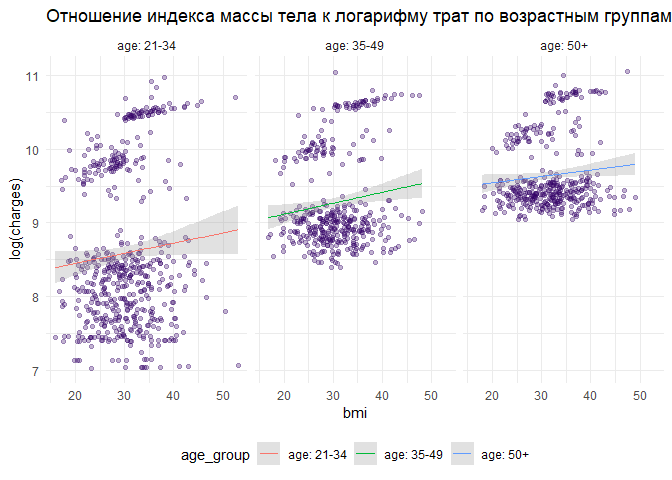 Отношение индекса массы тела к логарифму трат по возрастным группам
age: 21-34 age: 35-49 age: 50+
11
10
9
8
7
log(charges)
20 30 40 50 20 30 40 50 20 30 40 50
bmi
age_group age: 21-34 age: 35-49 age: 50+